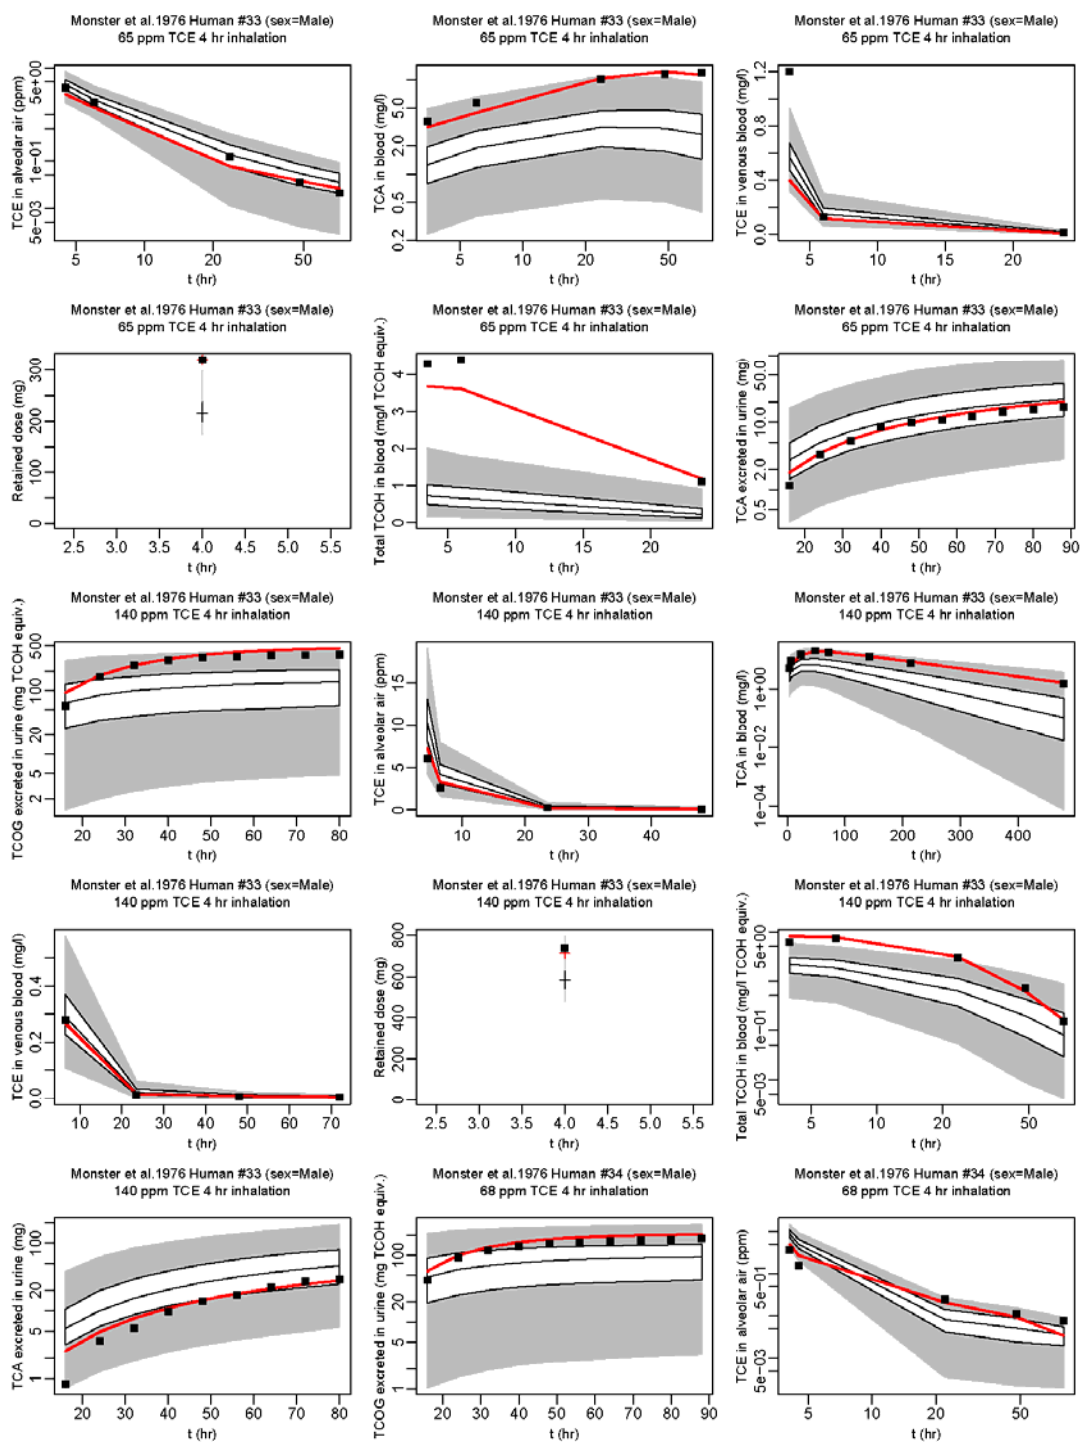 Monster et al.1976 Human #33 (sex=Male)
65 ppm TCE 4 hr inhalation
TCE in alveolar air (ppm)
5e+00
1e-01
5e-03
5 10 20 50
t (hr)
Monster et al.1976 Human #33 (sex=Male)
65 ppm TCE 4 hr inhalation
TCA in blood (mg/l)
5.0
2.0
0.5
0.2
5 10 20 50
t (hr)
Monster et al.1976 Human #33 (sex=Male)
65 ppm TCE 4 hr inhalation
TCE in venous blood (mg/l)
1.2
0.8
0.4
0.0
5 10 15 20
t (hr)
Monster et al.1976 Human #33 (sex=Male)
65 ppm TCE 4 hr inhalation
Retained dose (mg)
300
200
100
0
2.5 3.0 3.5 4.0 4.5 5.0 5.5
t (hr)
Monster et al.1976 Human #33 (sex=Male)
65 ppm TCE 4 hr inhalation
Total TCOH in blood (mg/l TCOH equiv.)
4
3
2
1
0
5 10 15 20
t (hr)
Monster et al.1976 Human #33 (sex=Male)
65 ppm TCE 4 hr inhalation
TCA excreted in urine (mg)
50.0
10.0
2.0
0.5
20 30 40 50 60 70 80 90
t (hr)
Monster et al.1976 Human #33 (sex=Male)
140 ppm TCE 4 hr inhalation
TCOG excreted in urine (mg TCOH equiv.)
500
100
20
5
2
20 30 40 50 60 70 80
t (hr)
Monster et al.1976 Human #33 (sex=Male)
140 ppm TCE 4 hr inhalation
TCE in alveolar air (ppm)
15
10
5
0
10 20 30 40
t (hr)
Monster et al.1976 Human #33 (sex=Male)
140 ppm TCE 4 hr inhalation
TCA in blood (mg/l)
1e+00
1e-02
1e-04
0 100 200 300 400
t (hr)
Monster et al.1976 Human #33 (sex=Male)
140 ppm TCE 4 hr inhalation
TCE in venous blood (mg/l)
0.4
0.2
0.0
10 20 30 40 50 60 70
t (hr)
Monster et al.1976 Human #33 (sex=Male)
140 ppm TCE 4 hr inhalation
Retained dose (mg)
800
600
400
200
0
2.5 3.0 3.5 4.0 4.5 5.0 5.5
t (hr)
Monster et al.1976 Human #33 (sex=Male)
140 ppm TCE 4 hr inhalation
Total TCOH in blood (mg/l TCOH equiv.)
5e+00
1e-01
5e-03
5 10 20 50
t (hr)
Monster et al.1976 Human #33 (sex=Male)
140 ppm TCE 4 hr inhalation
TCA excreted in urine (mg)
100
20
5
1
20 30 40 50 60 70 80
t (hr)
Monster et al.1976 Human #34 (sex=Male)
68 ppm TCE 4 hr inhalation
TCOG excreted in urine (mg TCOH equiv.)
100
20
5
1
20 30 40 50 60 70 80 90
t (hr)
Monster et al.1976 Human #34 (sex=Male)
68 ppm TCE 4 hr inhalation
TCE in alveolar air (ppm)
5e-01
5e-03
5 10 20 50
t (hr)